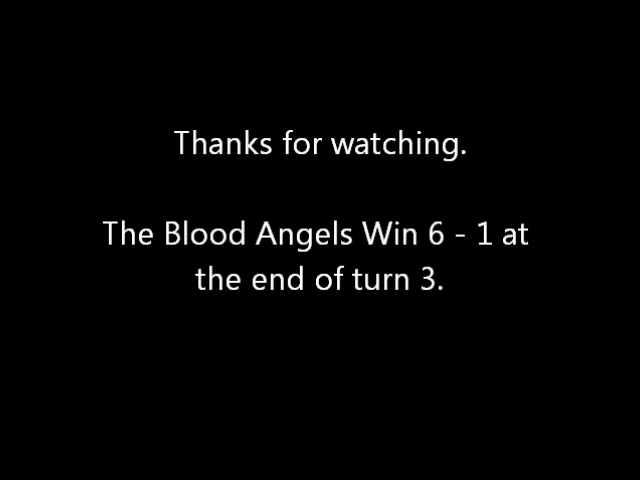 Thanks for watching.
The Blood Angels Win 6 - 1 at
the end of turn 3.